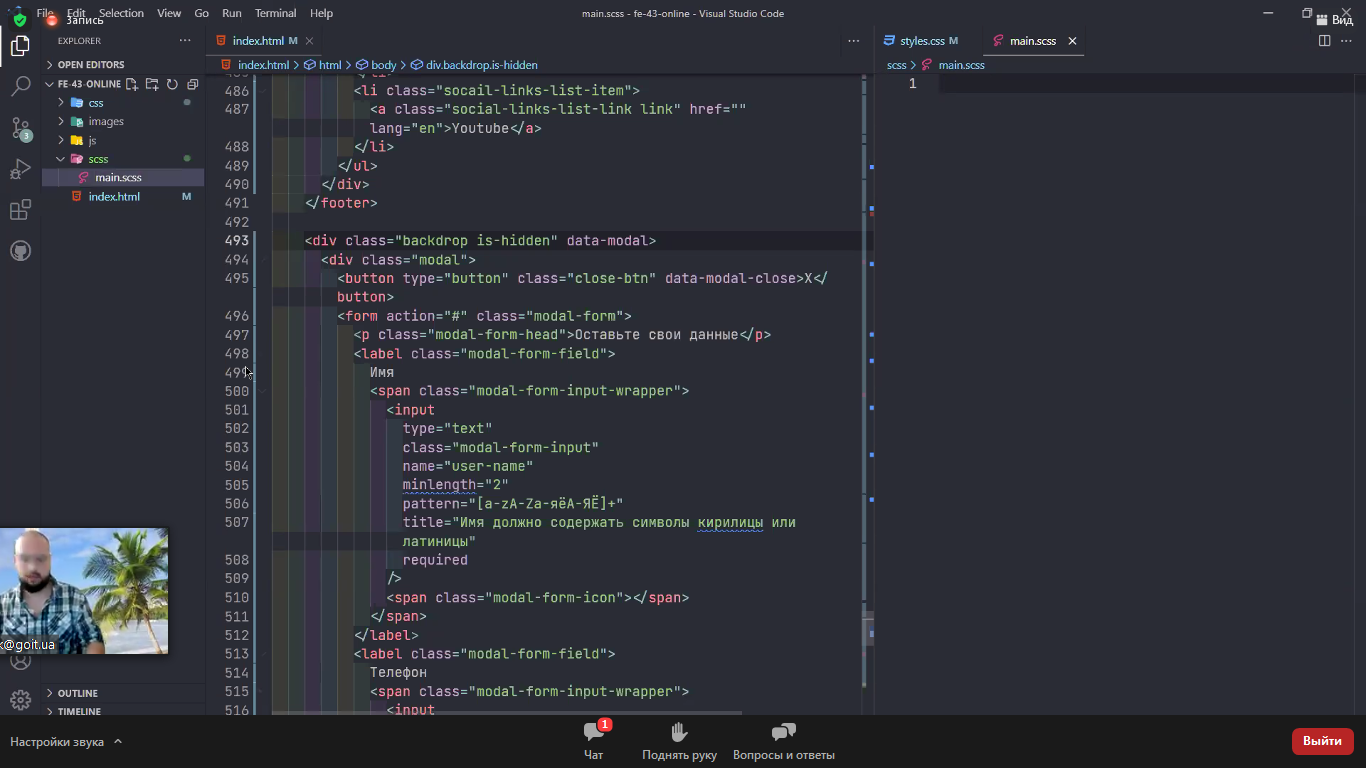 File Edit Selection View Go Run Terminal Help
Запись
main.scss - fe-43-online - Visual Studio Code
Вид
EXPLORER
OPEN EDITORS
FE-43-ONLINE
css
images
js
scss
main.scss
index.html M
3
OUTLINE
TIMELINE
index.html M
index.html > html > body > div.backdrop.is-hidden
486 <li class="socail-links-list-item">
487 <a class="social-links-list-link link" href=""
lang="en">Youtube</a>
488 </li>
489 </ul>
490 </div>
491 </footer>
492
493 <div class="backdrop is-hidden" data-modal>
494 <div class="modal">
495 <button type="button" class="close-btn" data-modal-close>X</
button>
496 <form action="#" class="modal-form">
497 <p class="modal-form-head">Оставьте свои данные</p>
498 <label class="modal-form-field">
499 Имя
500 <span class="modal-form-input-wrapper">
501 <input
502 type="text"
503 class="modal-form-input"
504 name="user-name"
505 minlength="2"
506 pattern="[a-zA-Zа-яёА-ЯЁ]+"
507 title="Имя должно содержать символы кирилицы или
латиницы"
508 required
509 />
510 <span class="modal-form-icon"></span>
511 </span>
512 </label>
513 <label class="modal-form-field">
514 Телефон
515 <span class="modal-form-input-wrapper">
516 <input
styles.css M
main.scss
scss > main.scss
1
k@goit.ua
Настройки звука
1
Чат
Поднять руку
Вопросы и ответы
Выйти